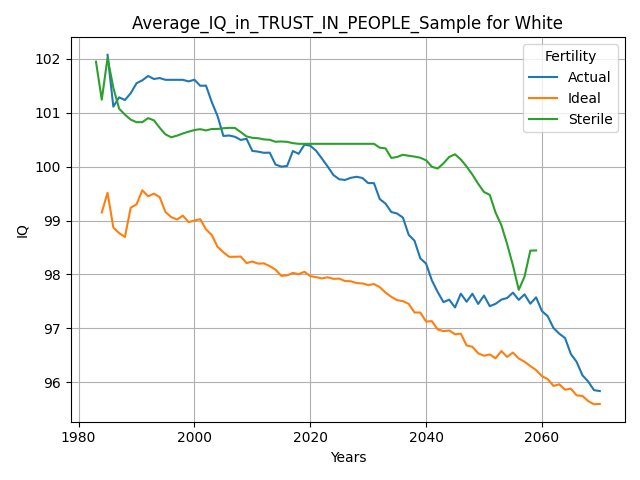 Average_IQ_in_TRUST_IN_PEOPLE_Sample for White
Fertility
Actual
Ideal
Sterile
IQ
102
101
100
99
98
97
96
1980
2000
2020
2040
2060
Years